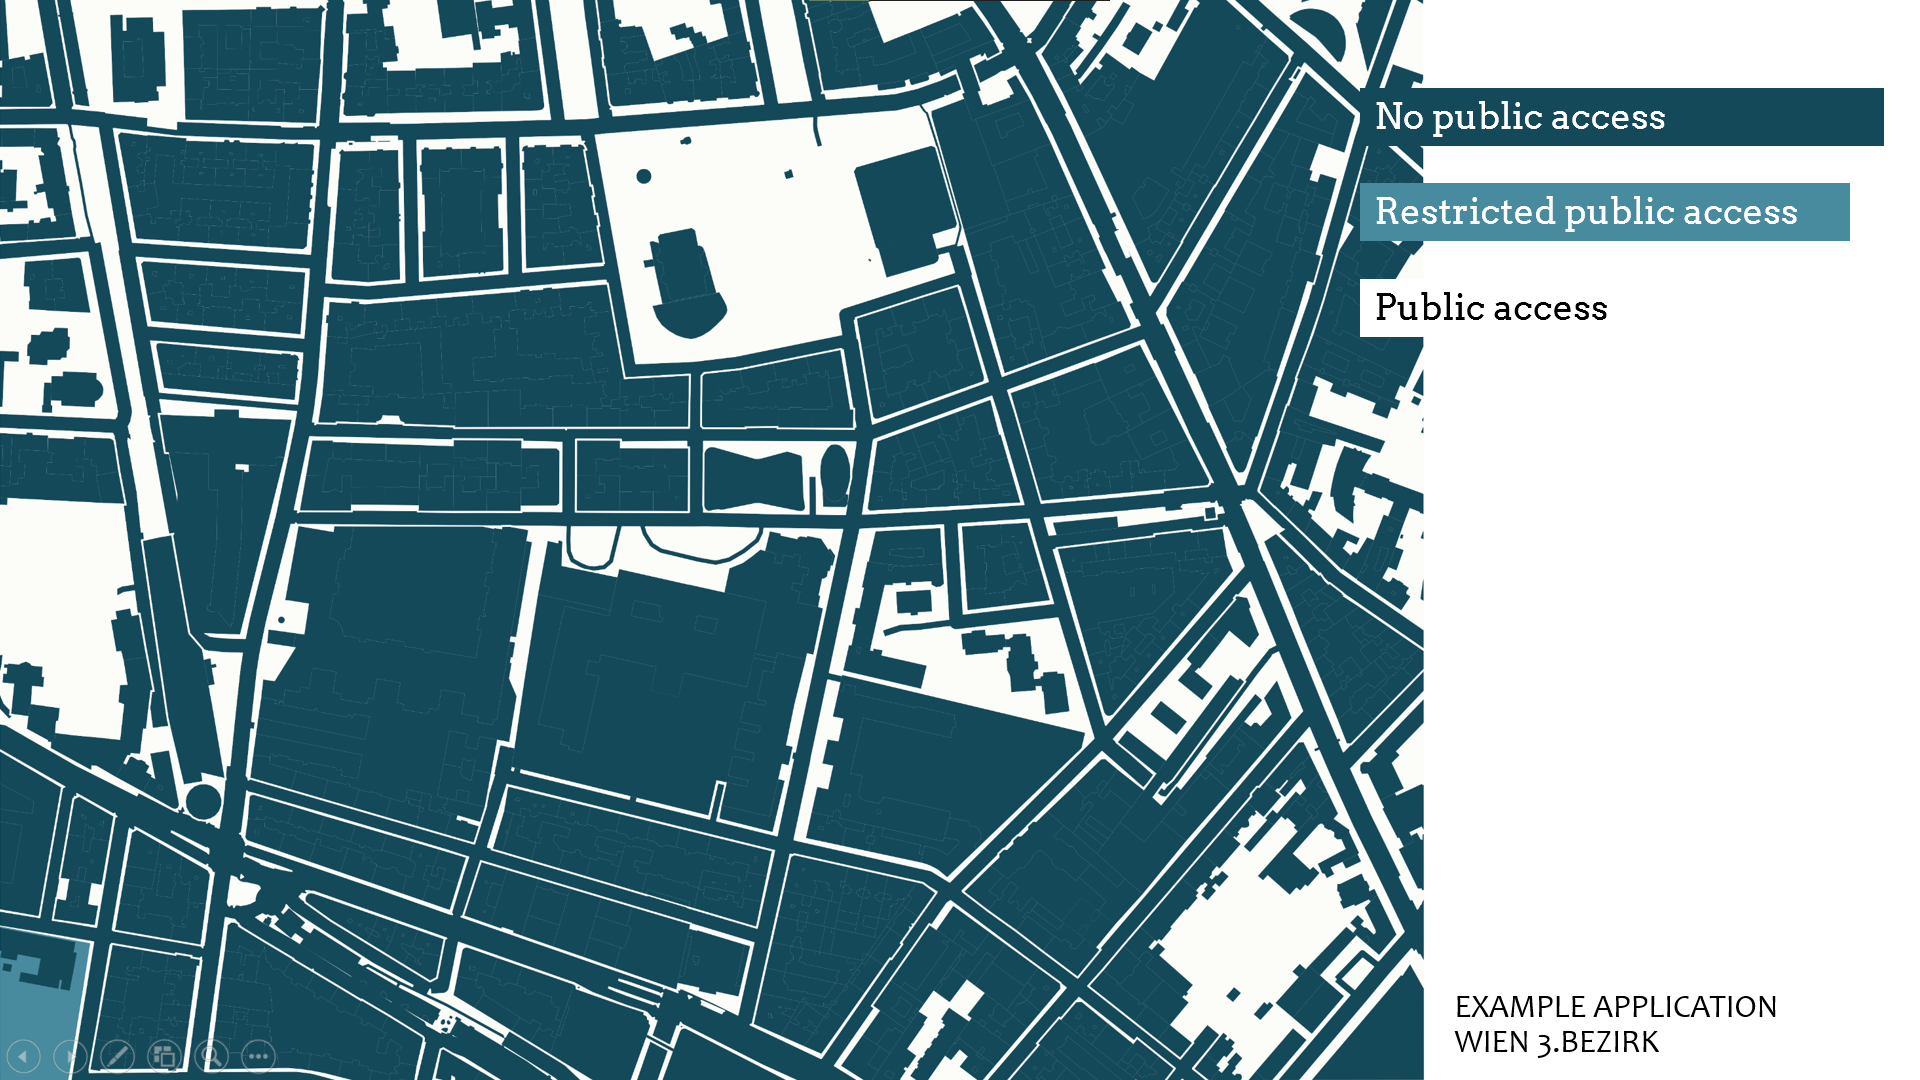 No public access
Restricted public access
Public access
EXAMPLE APPLICATION
WIEN 3.BEZIRK